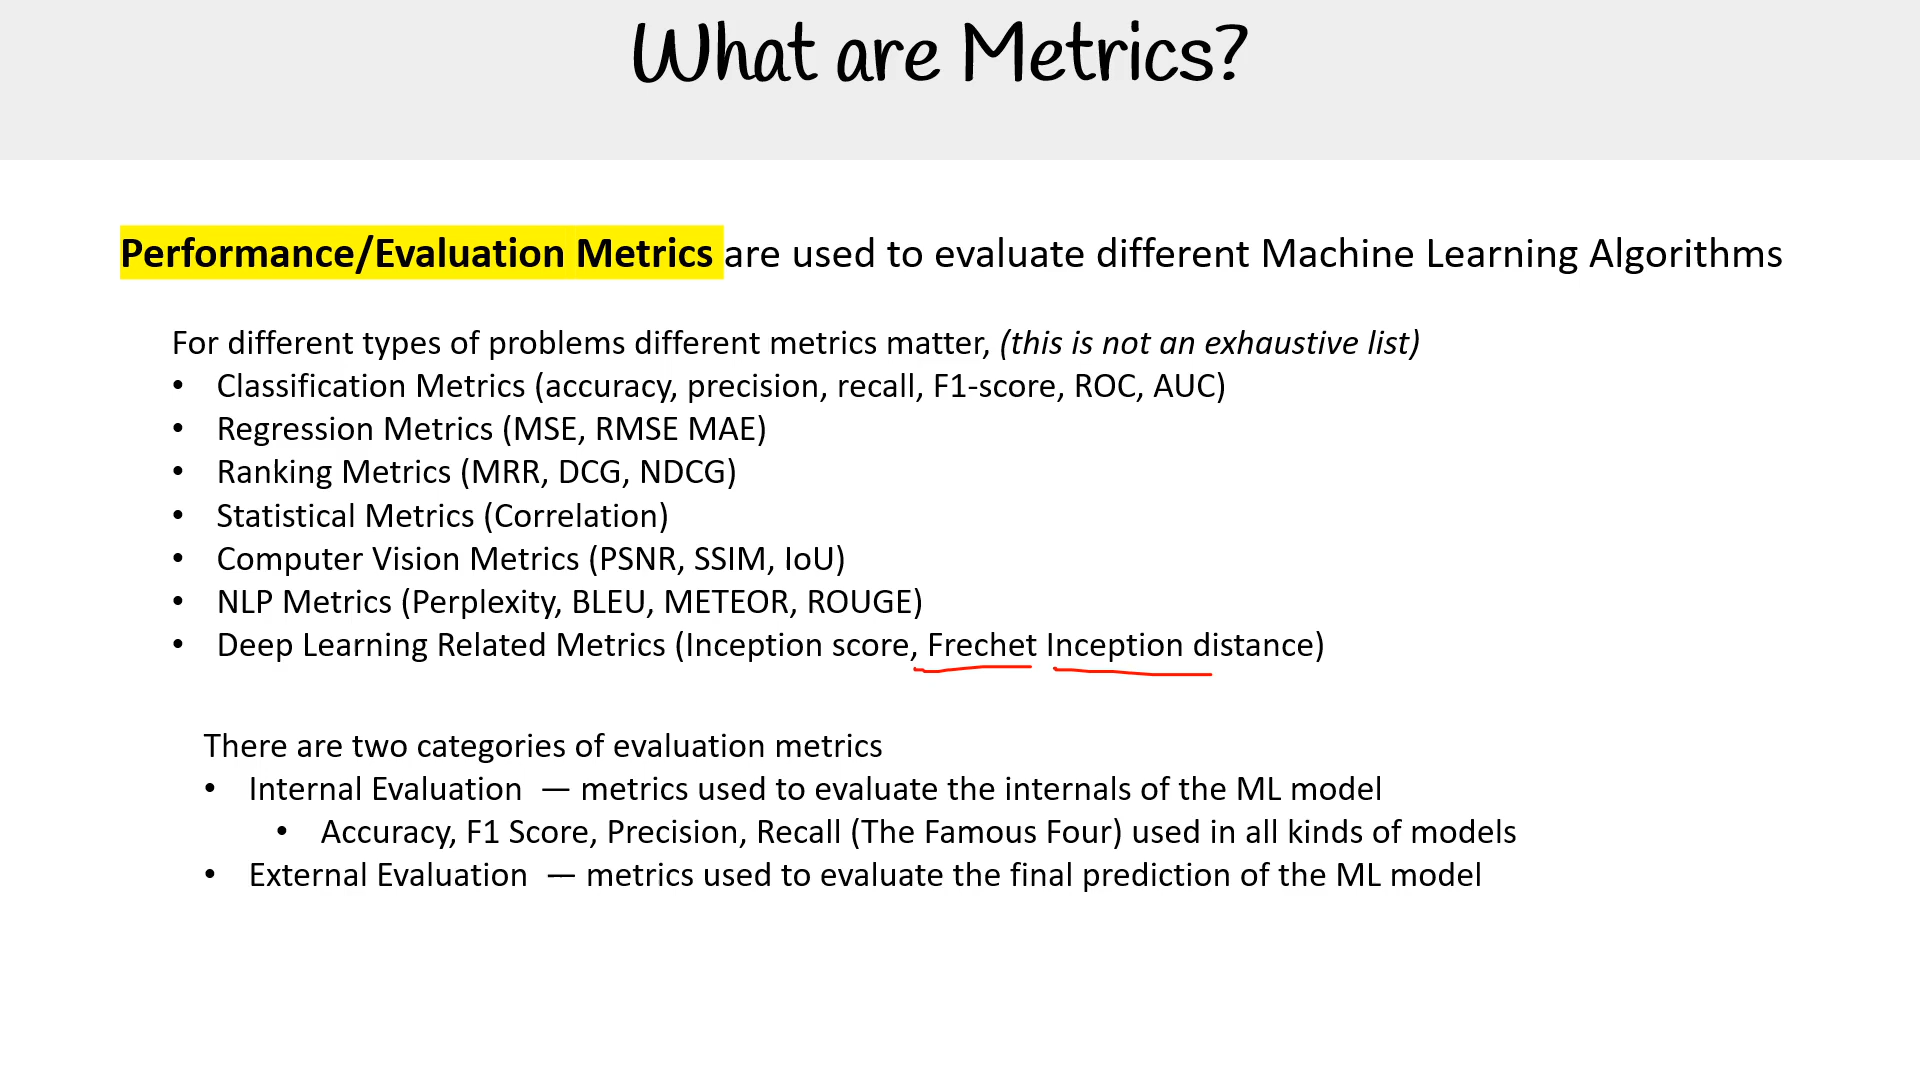 What are Metrics?
Performance/Evaluation Metrics are used to evaluate different Machine Learning Algorithms
For different types of problems different metrics matter, (this is not an exhaustive list)
• Classification Metrics (accuracy, precision, recall, F1-score, ROC, AUC)
• Regression Metrics (MSE, RMSE MAE)
• Ranking Metrics (MRR, DCG, NDCG)
• Statistical Metrics (Correlation)
• Computer Vision Metrics (PSNR, SSIM, IoU)
• NLP Metrics (Perplexity, BLEU, METEOR, ROUGE)
• Deep Learning Related Metrics (Inception score, Frechet Inception distance)
There are two categories of evaluation metrics
• Internal Evaluation — metrics used to evaluate the internals of the ML model
• Accuracy, F1 Score, Precision, Recall (The Famous Four) used in all kinds of models
• External Evaluation — metrics used to evaluate the final prediction of the ML model